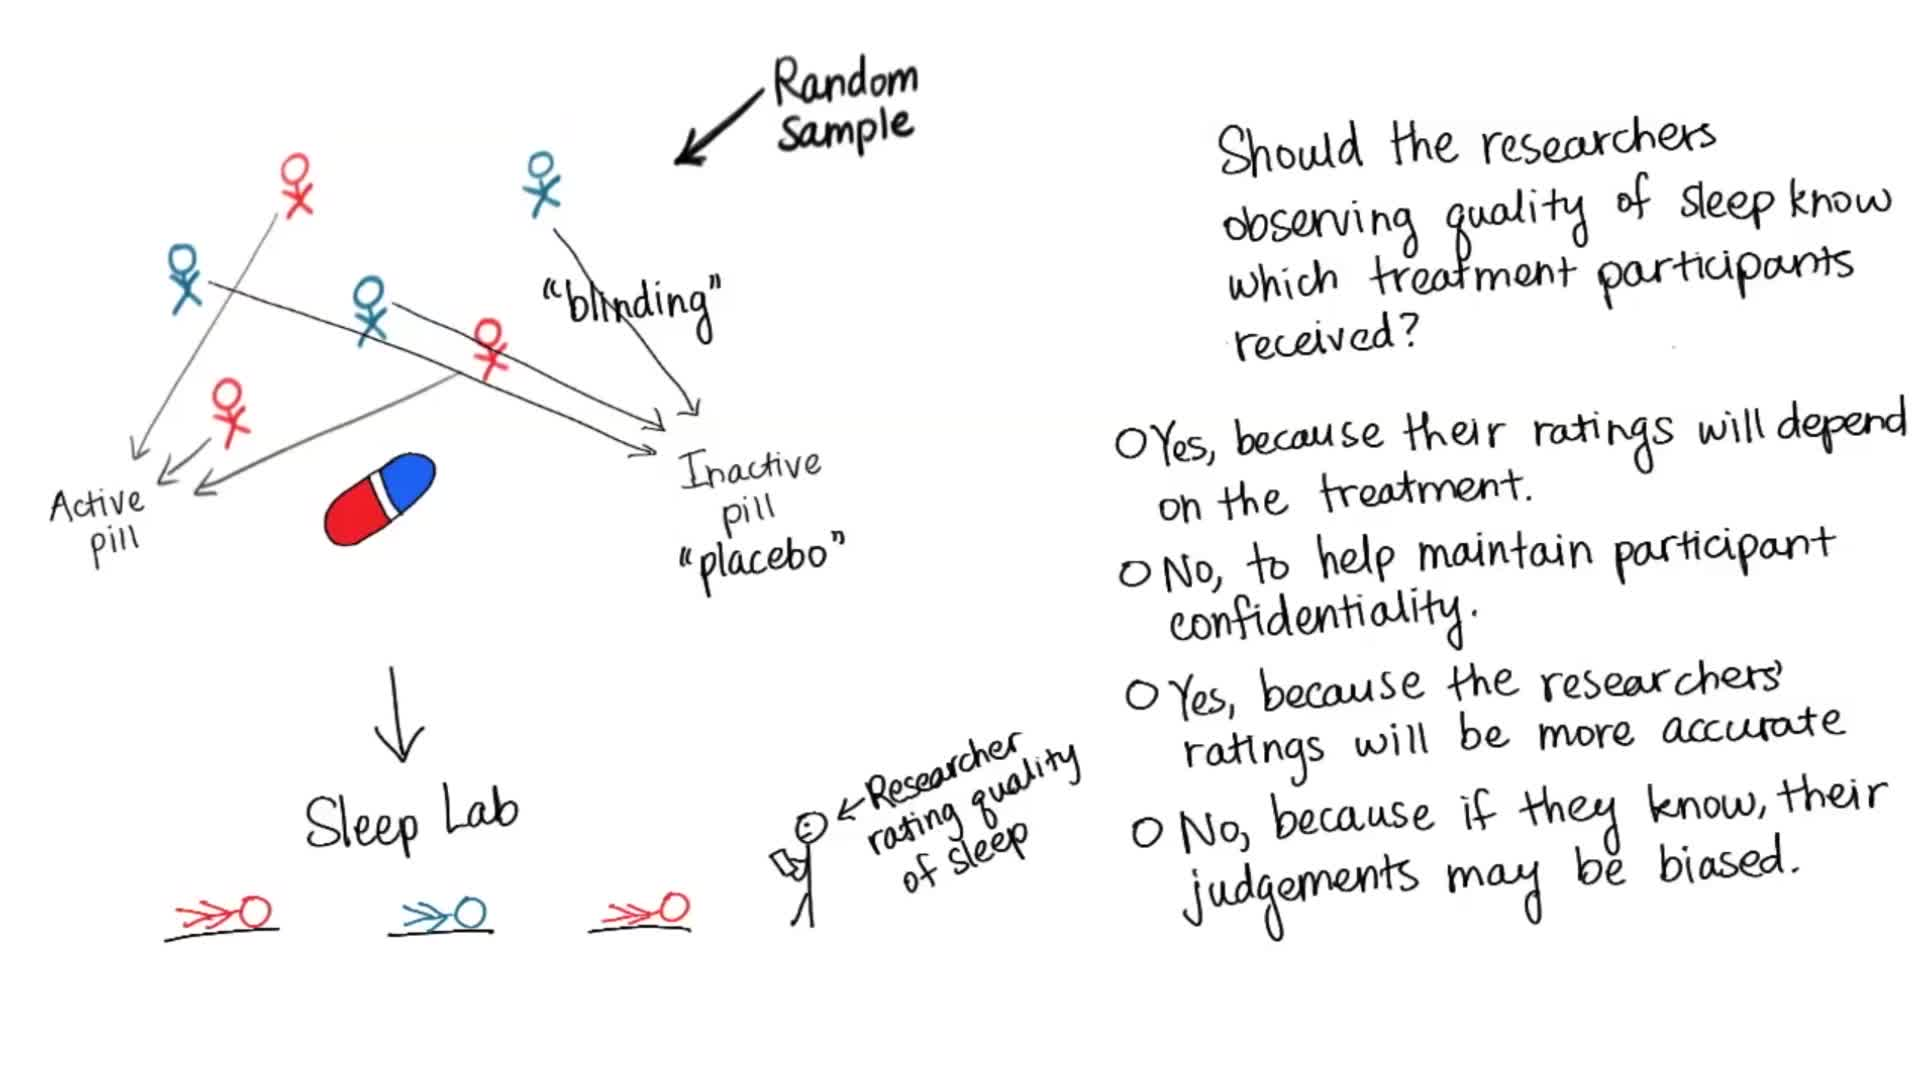 Random
Sample
"blinding"
Active
pill
Inactive
pill
"placebo"
Sleep Lab
Researcher
rating quality
of sleep
Should the researchers
observing quality of sleep know
which treatment participants
received?
Yes, because their ratings will depend
on the treatment.
No, to help maintain participant
confidentiality.
Yes, because the researchers'
ratings will be more accurate
No, because if they know, their
judgements may be biased.